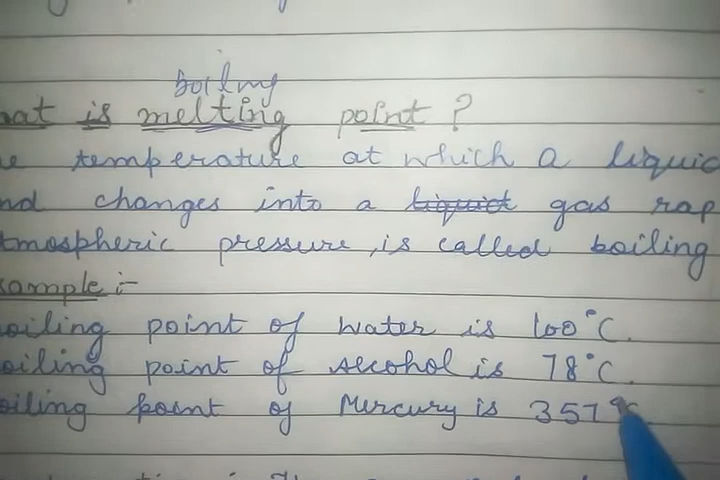 boiling
at is melting point ?
temperature at which a liquid
nd changes into a liquid gas rap
tmospheric pressure, is called boiling
xample :-
oiling point of water is 100°C.
oiling point of alcohol is 78°C.
oiling point of Mercury is 357°C